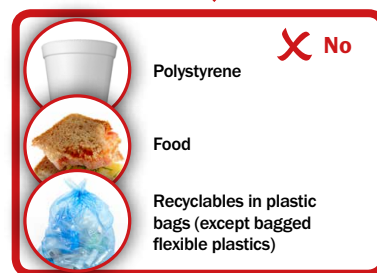 No
Polystyrene
Food
Recyclables in plastic
bags (except bagged
flexible plastics)